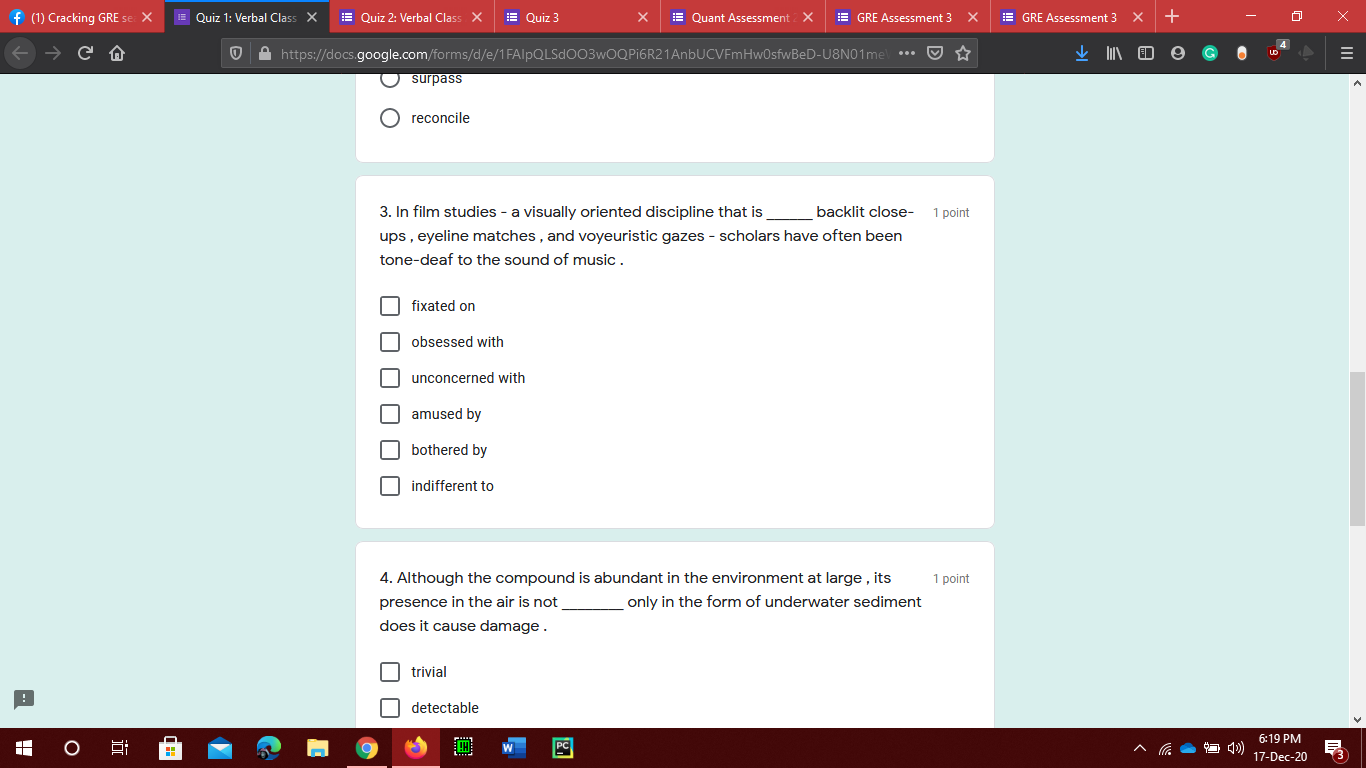 (1) Cracking GRE se
Quiz 1: Verbal Class
Quiz 2: Verbal Class
Quiz 3
Quant Assessment 2
GRE Assessment 3
GRE Assessment 3
https://docs.google.com/forms/d/e/1FAIpQLSdOO3wOQPi6R21AnbUCVFmHw0sfwBeD-U8N01me
4
surpass
reconcile
3. In film studies - a visually oriented discipline that is ______ backlit close-
1 point
ups , eyeline matches , and voyeuristic gazes - scholars have often been
tone-deaf to the sound of music .
fixated on
obsessed with
unconcerned with
amused by
bothered by
indifferent to
4. Although the compound is abundant in the environment at large , its
1 point
presence in the air is not ________ only in the form of underwater sediment
does it cause damage .
trivial
detectable
6:19 PM
17-Dec-20
3